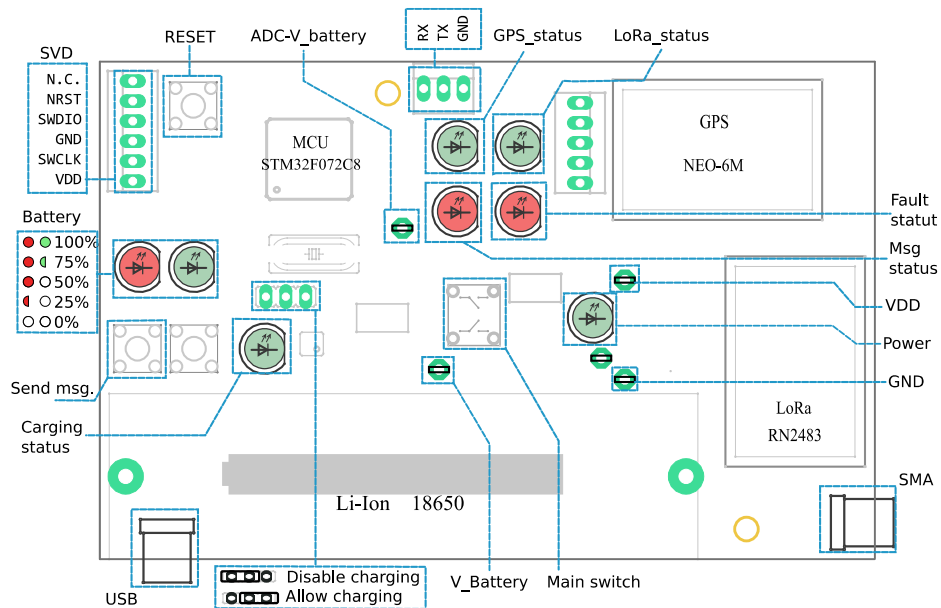 RESET
ADC-V_battery
RX
TX
GND
GPS_status
LoRa_status
SVD
N.C.
NRST
SWDIO
GND
SWCLK
VDD
MCU
STM32F072C8
GPS
NEO-6M
Battery
100%
75%
50%
25%
0%
Fault
statut
Msg
status
VDD
Power
GND
Send msg.
Carging
status
LoRa
RN2483
Li-Ion 18650
SMA
USB
Disable charging
Allow charging
V_Battery
Main switch